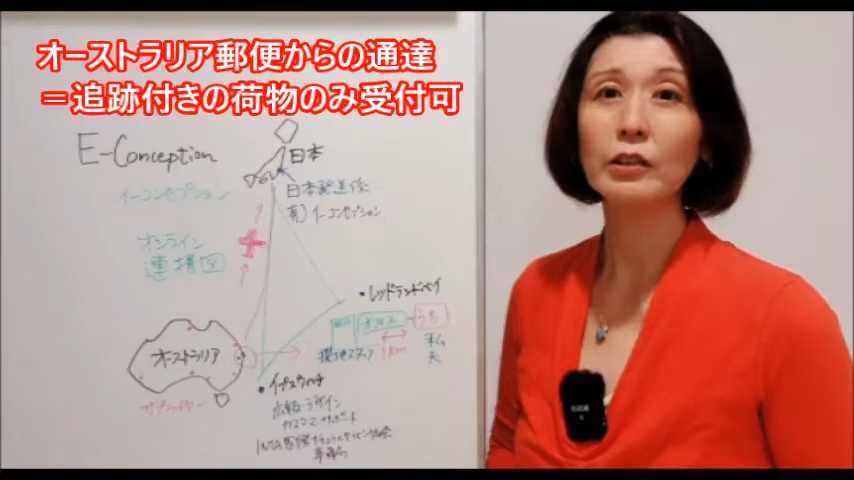 オーストラリア郵便からの通達
＝追跡付きの荷物のみ受付可
E-Conception
日本
イーコンセプション
日本発送係
有）イーコンセプション
オンライン
連携図
レッドランドベイ
オフィス
うち
オーストラリア
現地スタッフ
1km
私
夫
サプライヤー
イプスウィッチ
広報・デザイン
カスタマーサポート